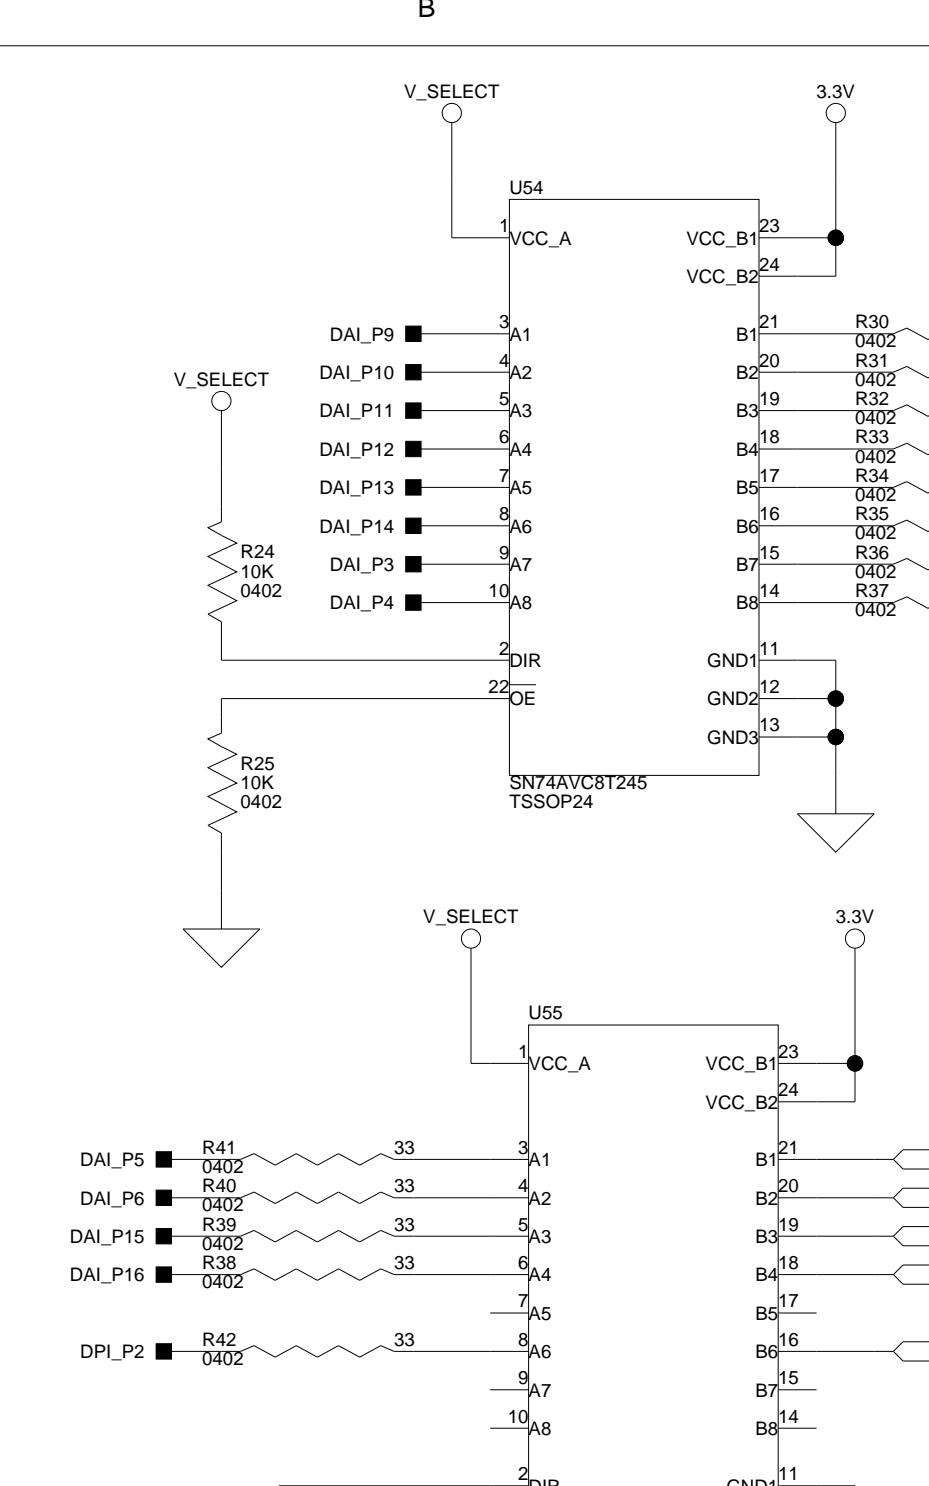 B
V_SELECT 3.3V
U54
1 VCC_A VCC_B1 23
VCC_B2 24
DAI_P9 3 A1 B1 21 R30 0402
DAI_P10 4 A2 B2 20 R31 0402
V_SELECT
DAI_P11 5 A3 B3 19 R32 0402
DAI_P12 6 A4 B4 18 R33 0402
DAI_P13 7 A5 B5 17 R34 0402
DAI_P14 8 A6 B6 16 R35 0402
R24
10K
0402
DAI_P3 9 A7 B7 15 R36 0402
DAI_P4 10 A8 B8 14 R37 0402
2 DIR GND1 11
22 OE GND2 12
GND3 13
R25
10K
0402
SN74AVC8T245
TSSOP24
V_SELECT 3.3V
U55
1 VCC_A VCC_B1 23
VCC_B2 24
DAI_P5 R41 0402 33 3 A1 B1 21
DAI_P6 R40 0402 33 4 A2 B2 20
DAI_P15 R39 0402 33 5 A3 B3 19
DAI_P16 R38 0402 33 6 A4 B4 18
7 A5 B5 17
DPI_P2 R42 0402 33 8 A6 B6 16
9 A7 B7 15
10 A8 B8 14
2 DIR GND1 11